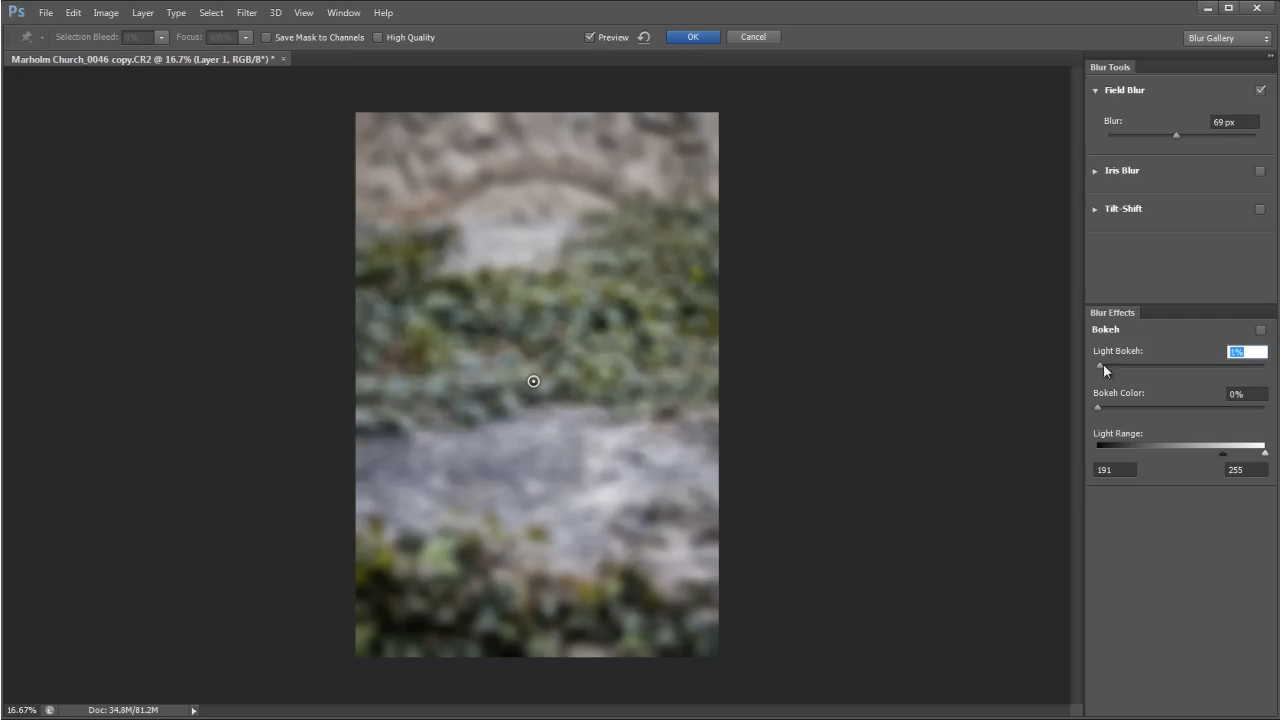 Ps File Edit Image Layer Type Select Filter 3D View Window Help
Selection Bleed: 0% Focus: 100% Save Mask to Channels High Quality Preview OK Cancel Blur Gallery
Marholm Church_0046 copy.CR2 @ 16.7% (Layer 1, RGB/8*) * ×
Blur Tools
Field Blur
Blur: 69 px
Iris Blur
Tilt-Shift
Blur Effects
Bokeh
Light Bokeh: 1%
Bokeh Color: 0%
Light Range:
191 255
16.67% Doc: 34.8M/81.2M